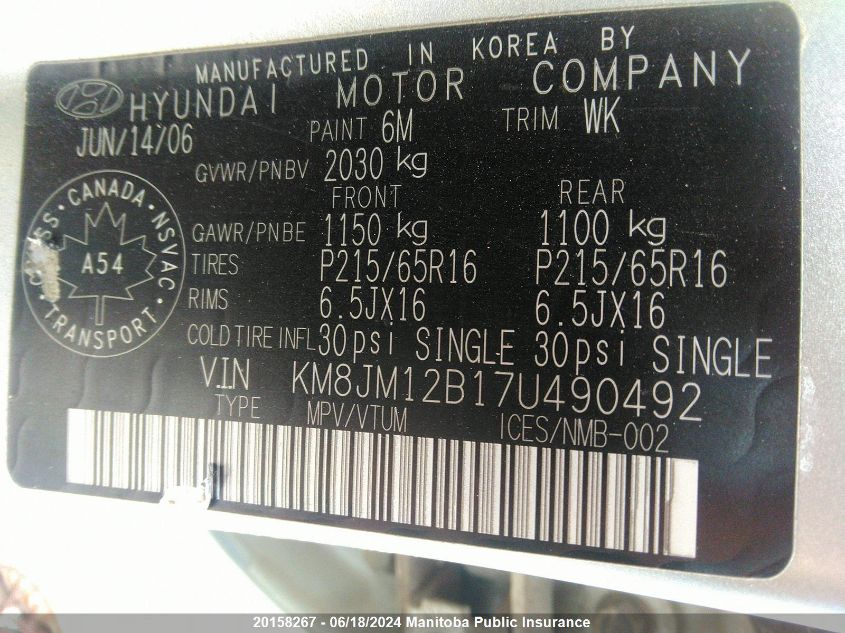 MANUFACTURED IN KOREA BY
HYUNDAI MOTOR COMPANY
JUN/14/06 PAINT 6M TRIM WK
GVWR/PNBV 2030 kg
FRONT REAR
GAWR/PNBE 1150 kg 1100 kg
TIRES P215/65R16 P215/65R16
RIMS 6.5JX16 6.5JX16
COLD TIRE INFL 30psi SINGLE 30psi SINGLE
VIN KM8JM12B17U490492
TYPE MPV/VTUM ICES/NMB-002
CANADA • NSVAC •
A54
• TRANSPORT •
20158267 - 06/18/2024 Manitoba Public Insurance